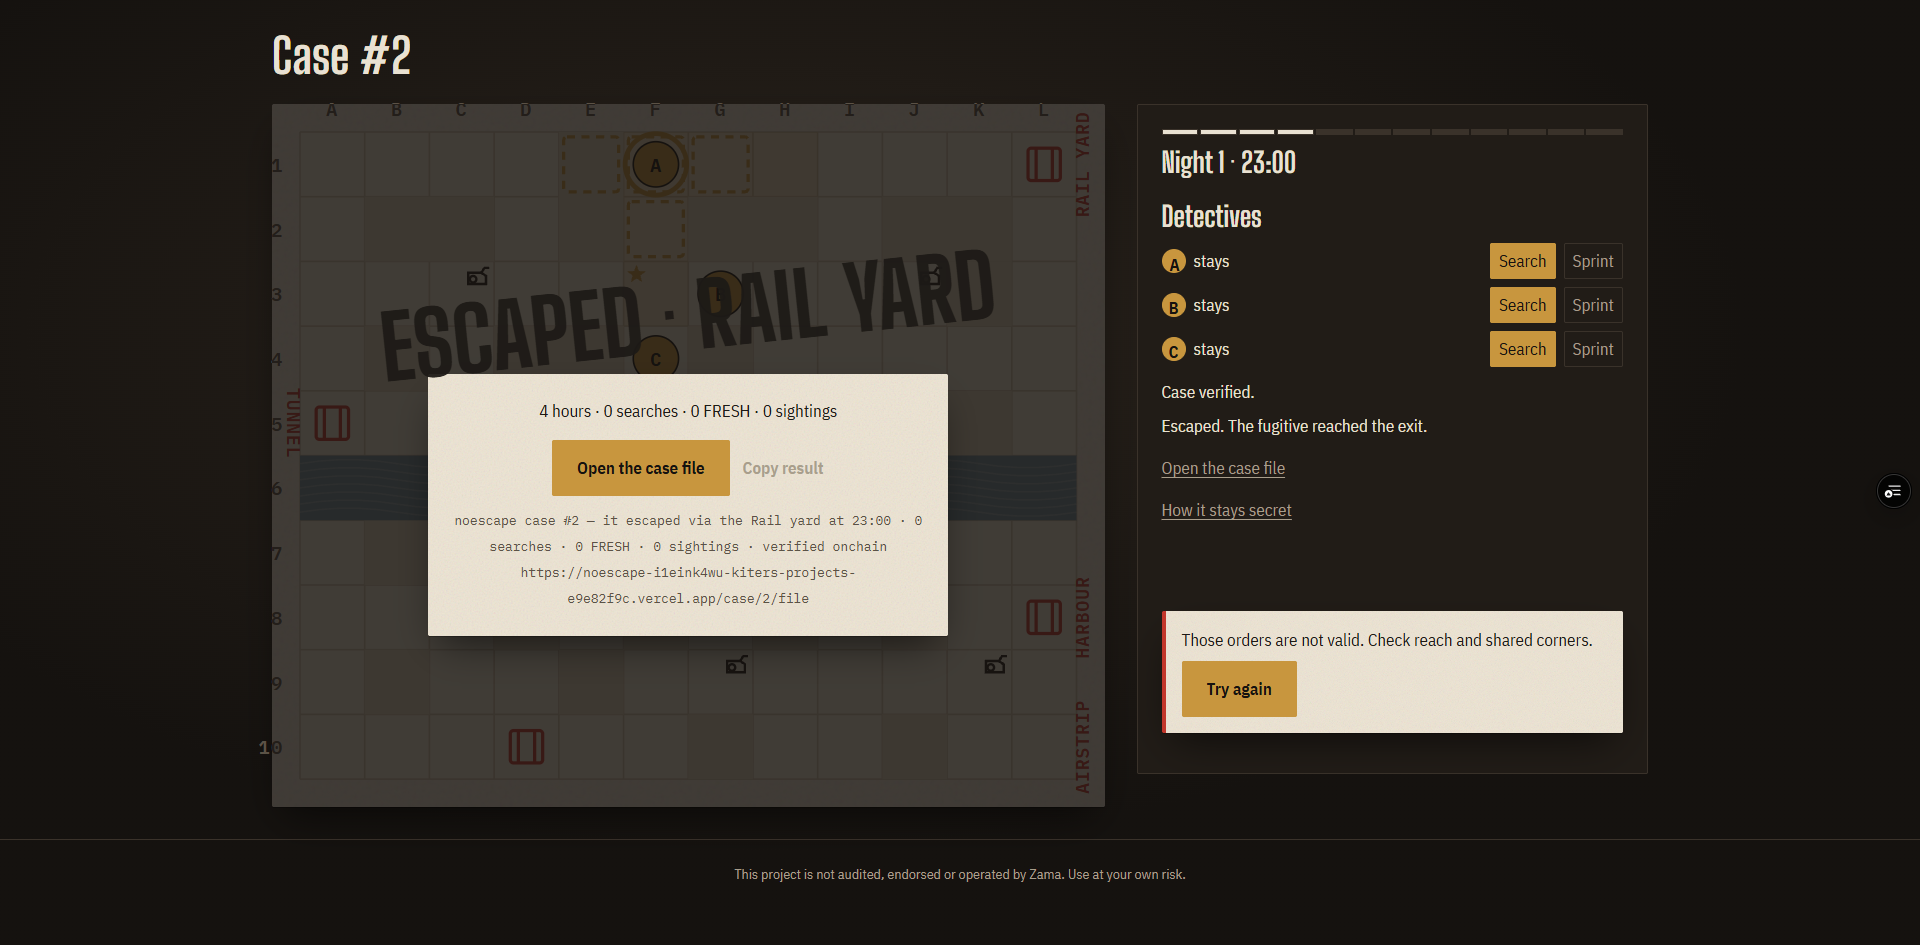 Case #2
A B C D E F G H I J K L
RAIL YARD
1
A
2
3
4
C
ESCAPED · RAIL YARD
TUNNEL
5
6
7
8
HARBOUR
9
10
AIRSTRIP
4 hours · 0 searches · 0 FRESH · 0 sightings
Open the case file
Copy result
noescape case #2 — it escaped via the Rail yard at 23:00 · 0
searches · 0 FRESH · 0 sightings · verified onchain
https://noescape-i1eink4wu-kiters-projects-
e9e82f9c.vercel.app/case/2/file
Night 1 · 23:00
Detectives
A stays Search Sprint
B stays Search Sprint
C stays Search Sprint
Case verified.
Escaped. The fugitive reached the exit.
Open the case file
How it stays secret
Those orders are not valid. Check reach and shared corners.
Try again
This project is not audited, endorsed or operated by Zama. Use at your own risk.